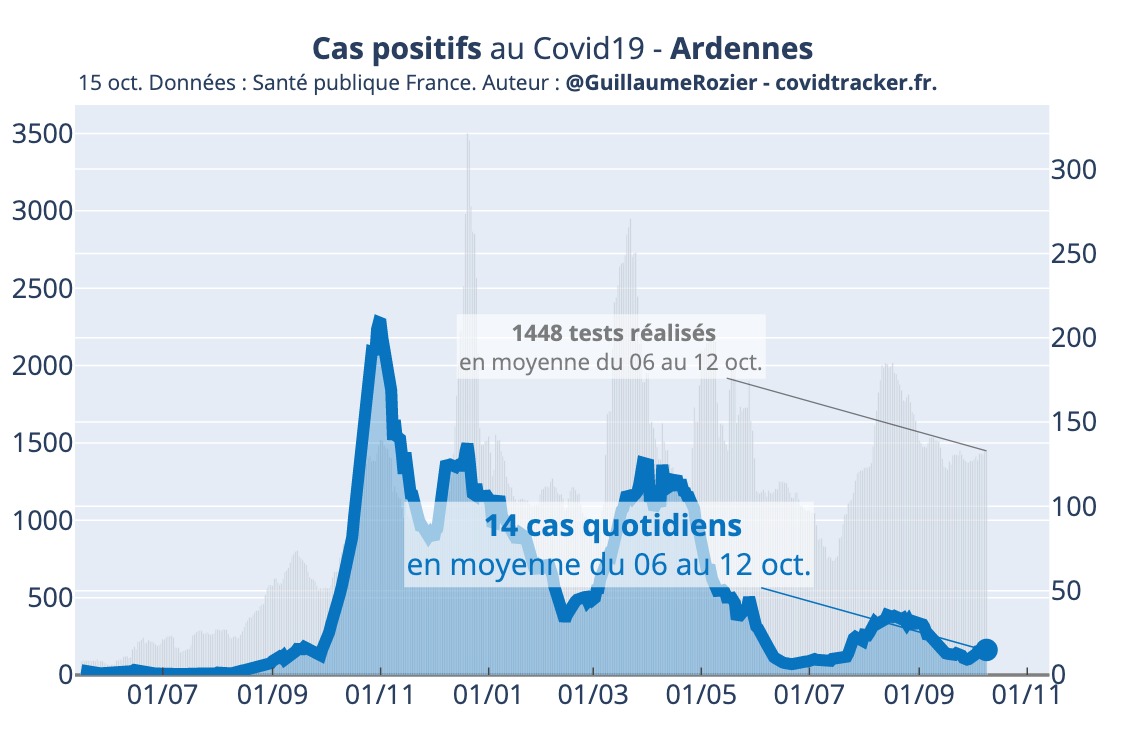 Cas positifs au Covid19 - Ardennes
15 oct. Données : Santé publique France. Auteur : @GuillaumeRozier - covidtracker.fr.
3500
3000
2500
2000
1500
1000
500
0
300
250
200
150
100
50
0
1448 tests réalisés
en moyenne du 06 au 12 oct.
14 cas quotidiens
en moyenne du 06 au 12 oct.
01/07 01/09 01/11 01/01 01/03 01/05 01/07 01/09 01/11